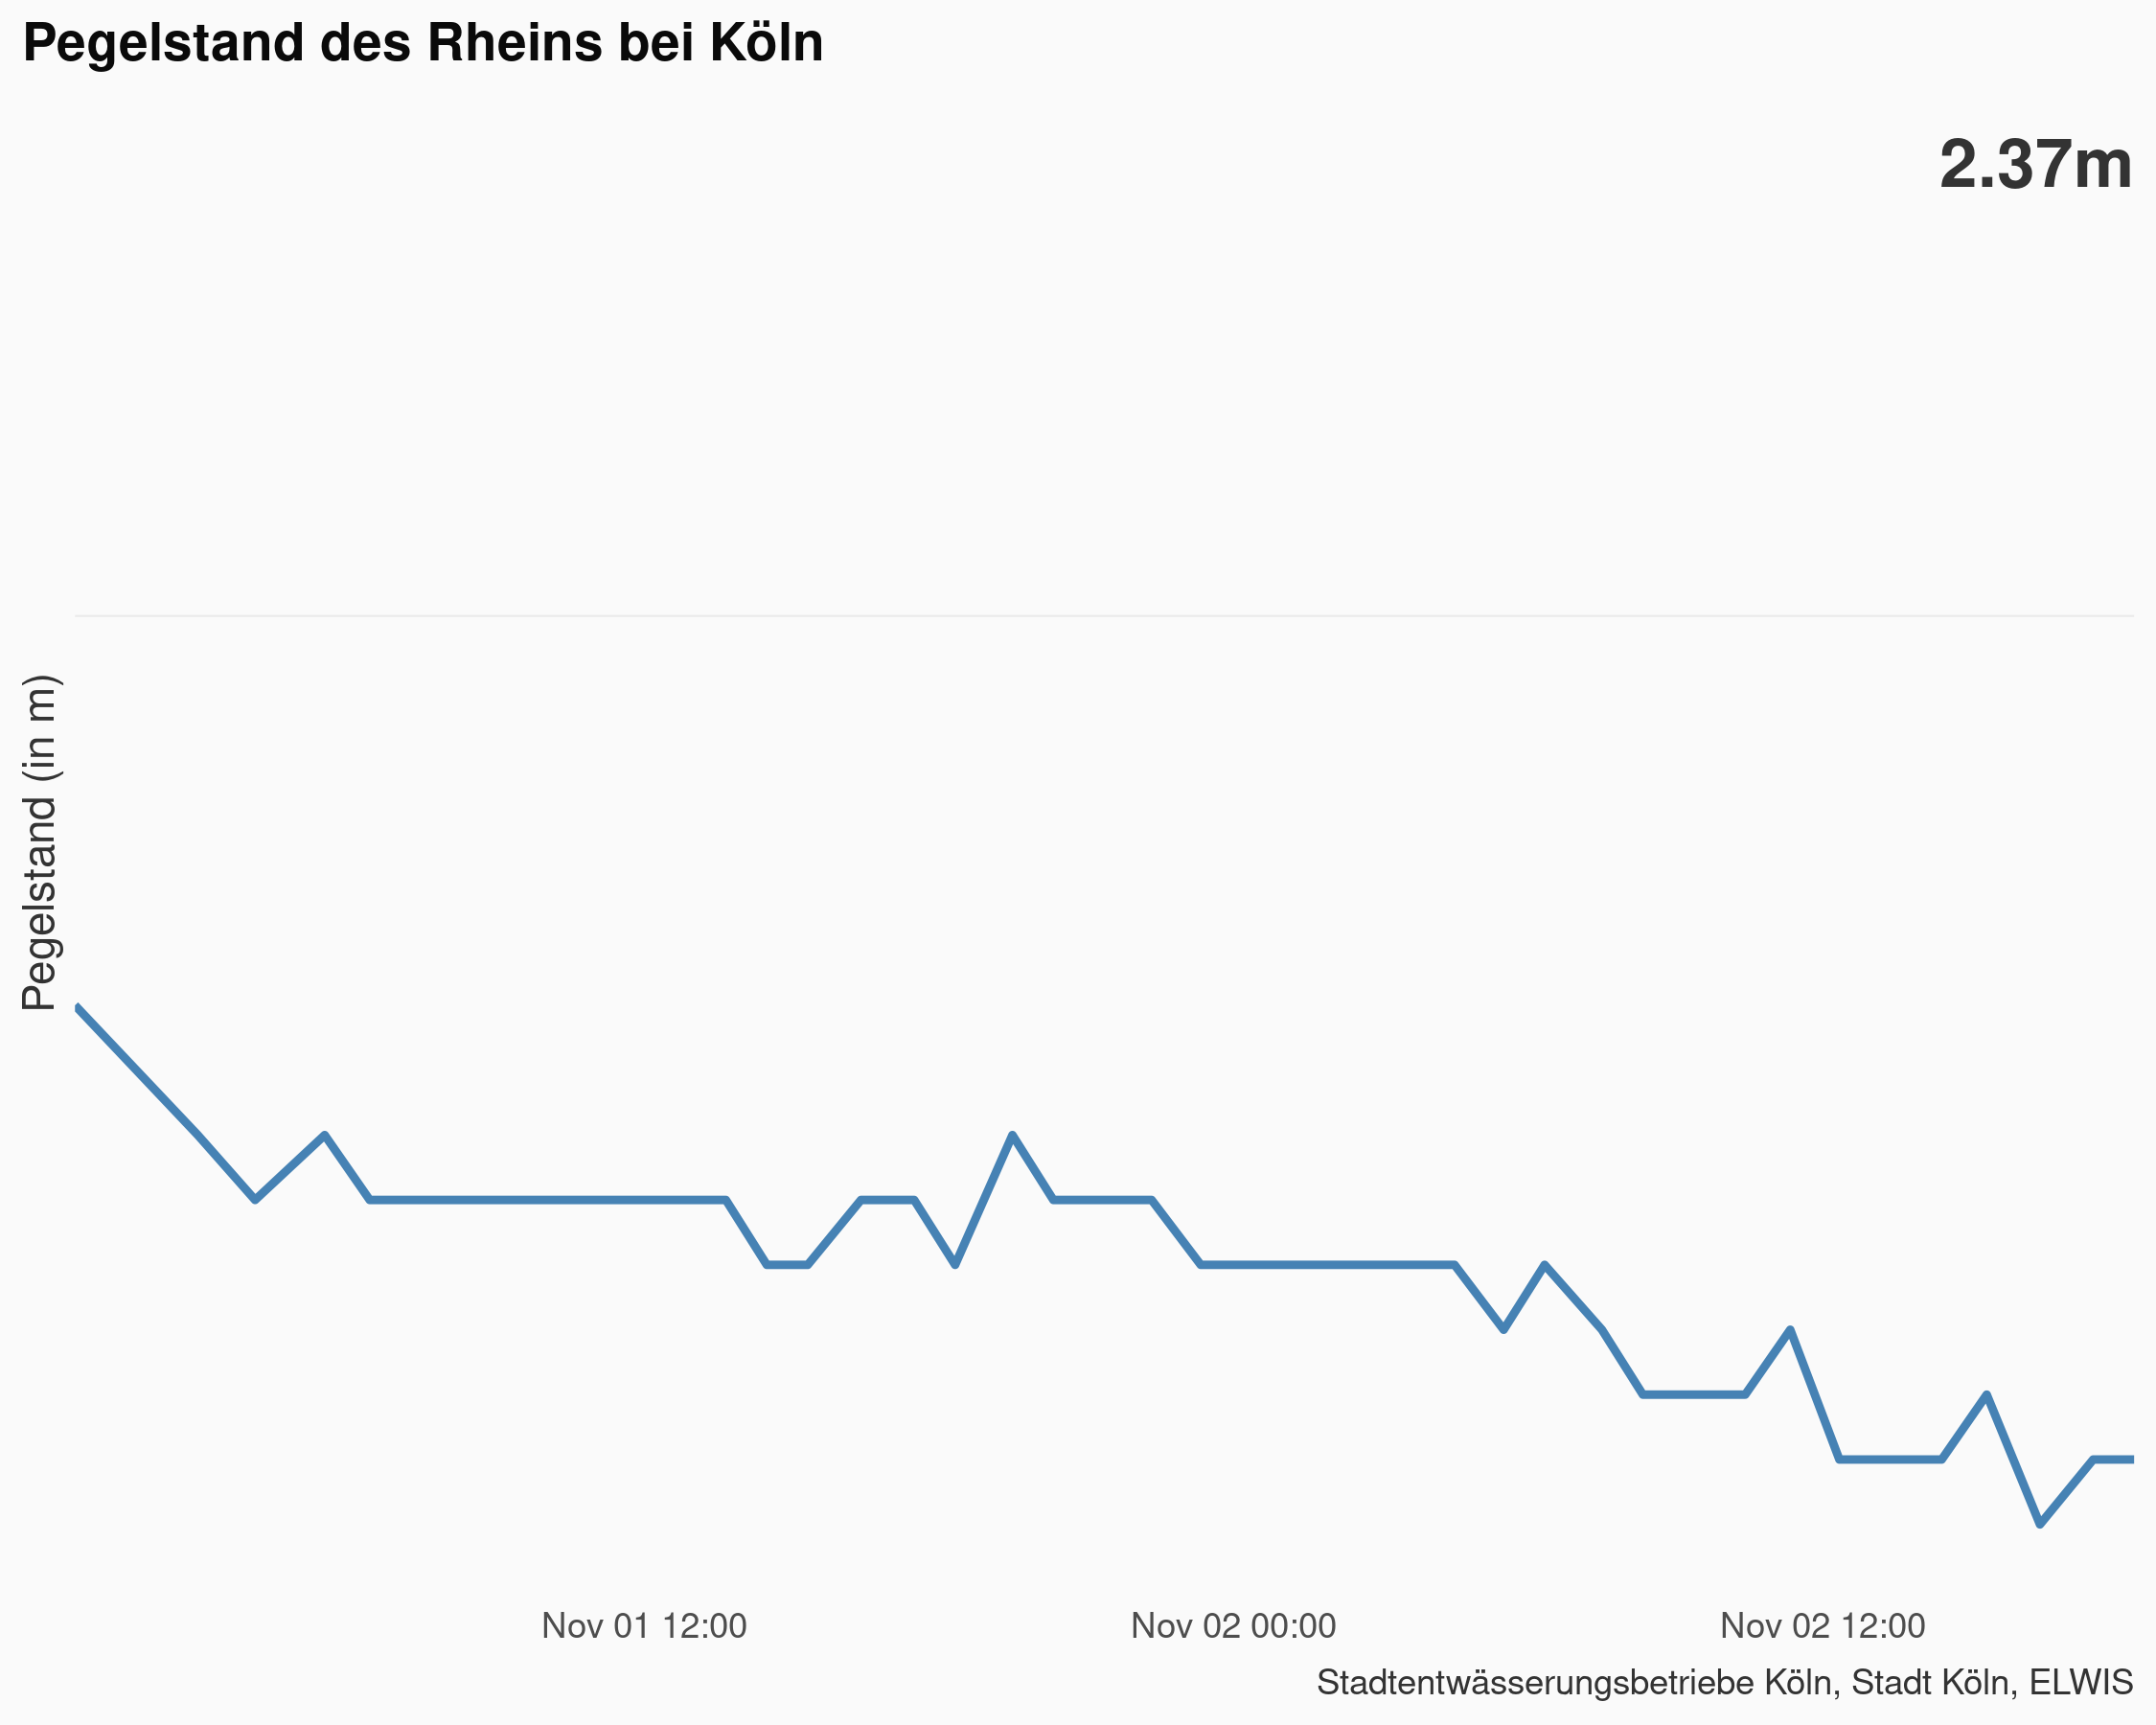 Pegelstand des Rheins bei Köln
2.37m
Pegelstand (in m)
Nov 01 12:00
Nov 02 00:00
Nov 02 12:00
Stadtentwässerungsbetriebe Köln, Stadt Köln, ELWIS